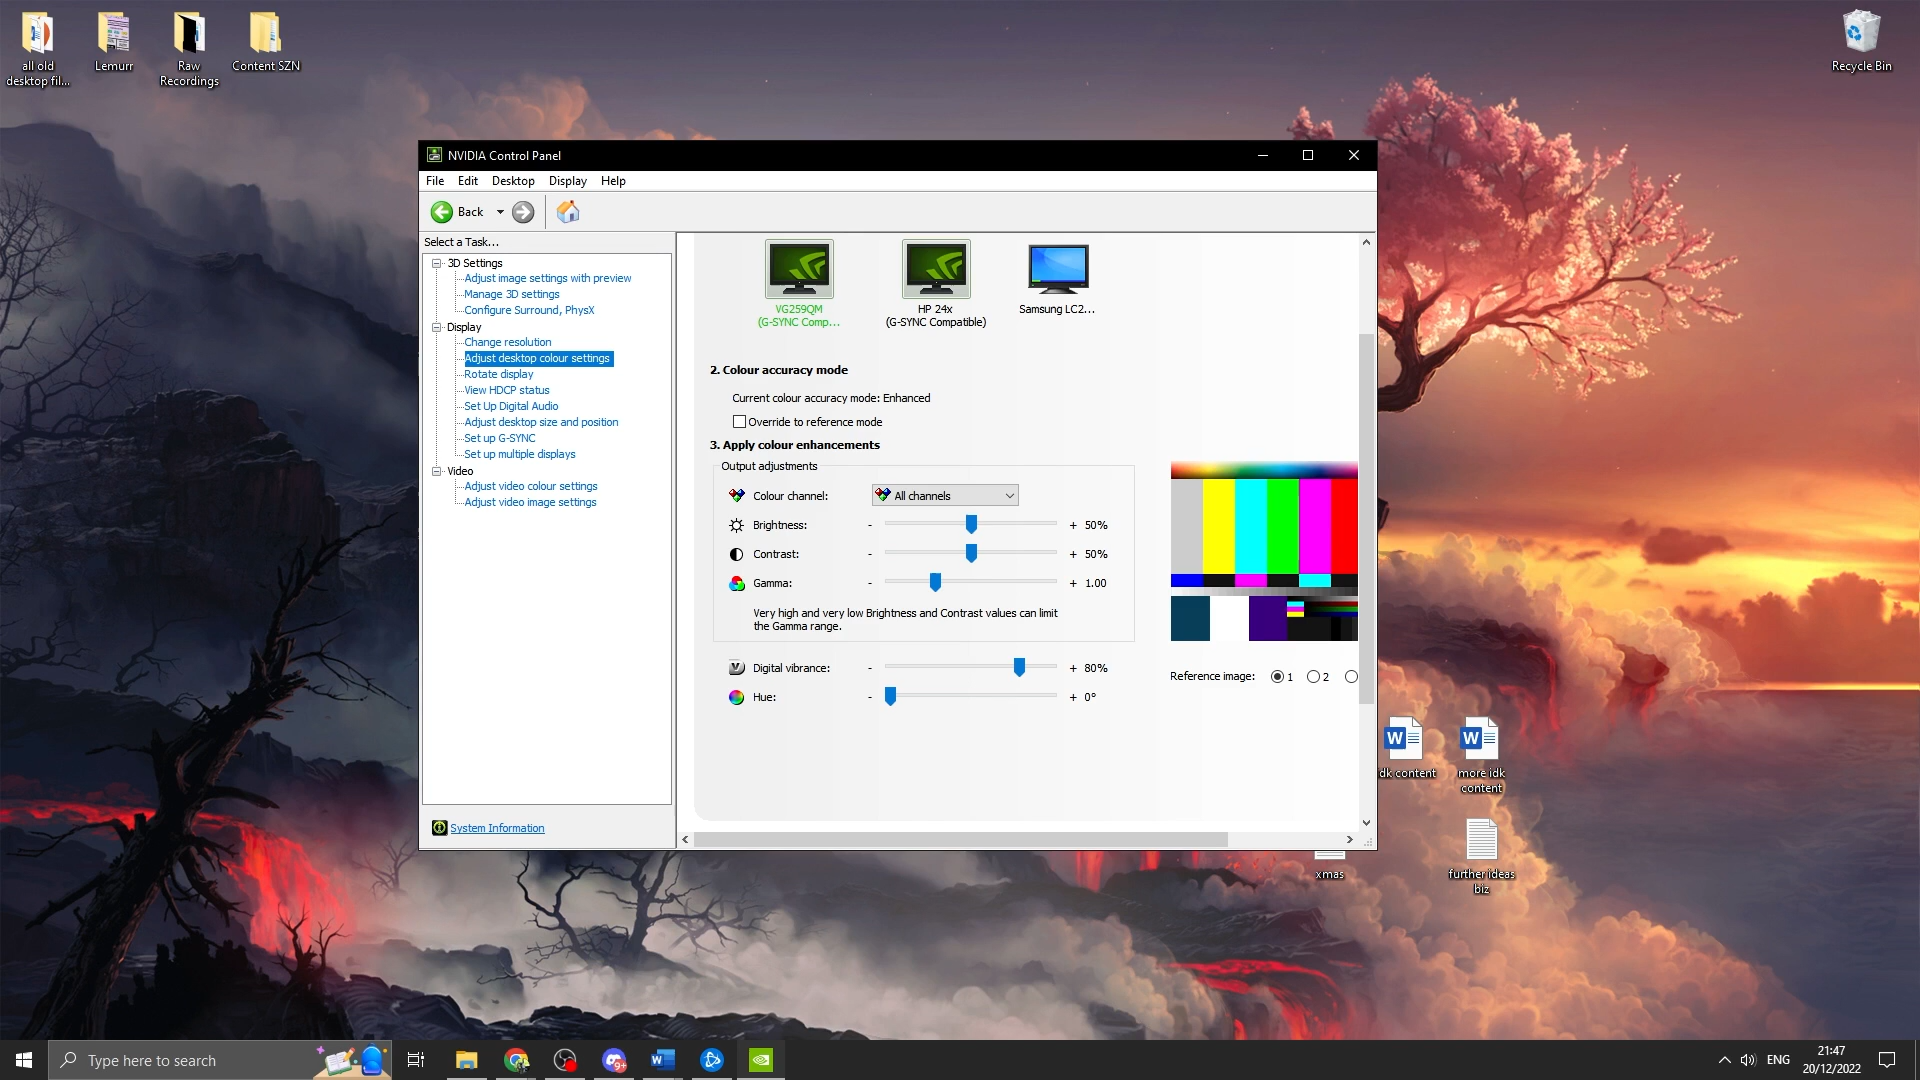 all old
desktop fil...
Lemurr
Raw
Recordings
Content SZN
Recycle Bin
NVIDIA Control Panel
File Edit Desktop Display Help
Back
Select a Task...
3D Settings
Adjust image settings with preview
Manage 3D settings
Configure Surround, PhysX
Display
Change resolution
Adjust desktop colour settings
Rotate display
View HDCP status
Set Up Digital Audio
Adjust desktop size and position
Set up G-SYNC
Set up multiple displays
Video
Adjust video colour settings
Adjust video image settings
System Information
VG259QM
(G-SYNC Comp...
HP 24x
(G-SYNC Compatible)
Samsung LC2...
2. Colour accuracy mode
Current colour accuracy mode: Enhanced
Override to reference mode
3. Apply colour enhancements
Output adjustments
Colour channel: All channels
Brightness: - + 50%
Contrast: - + 50%
Gamma: - + 1.00
Very high and very low Brightness and Contrast values can limit
the Gamma range.
Digital vibrance: - + 80%
Hue: - + 0°
Reference image: 1 2
dk content
more idk
content
xmas
further ideas
biz
Type here to search
9+
ENG
21:47
20/12/2022